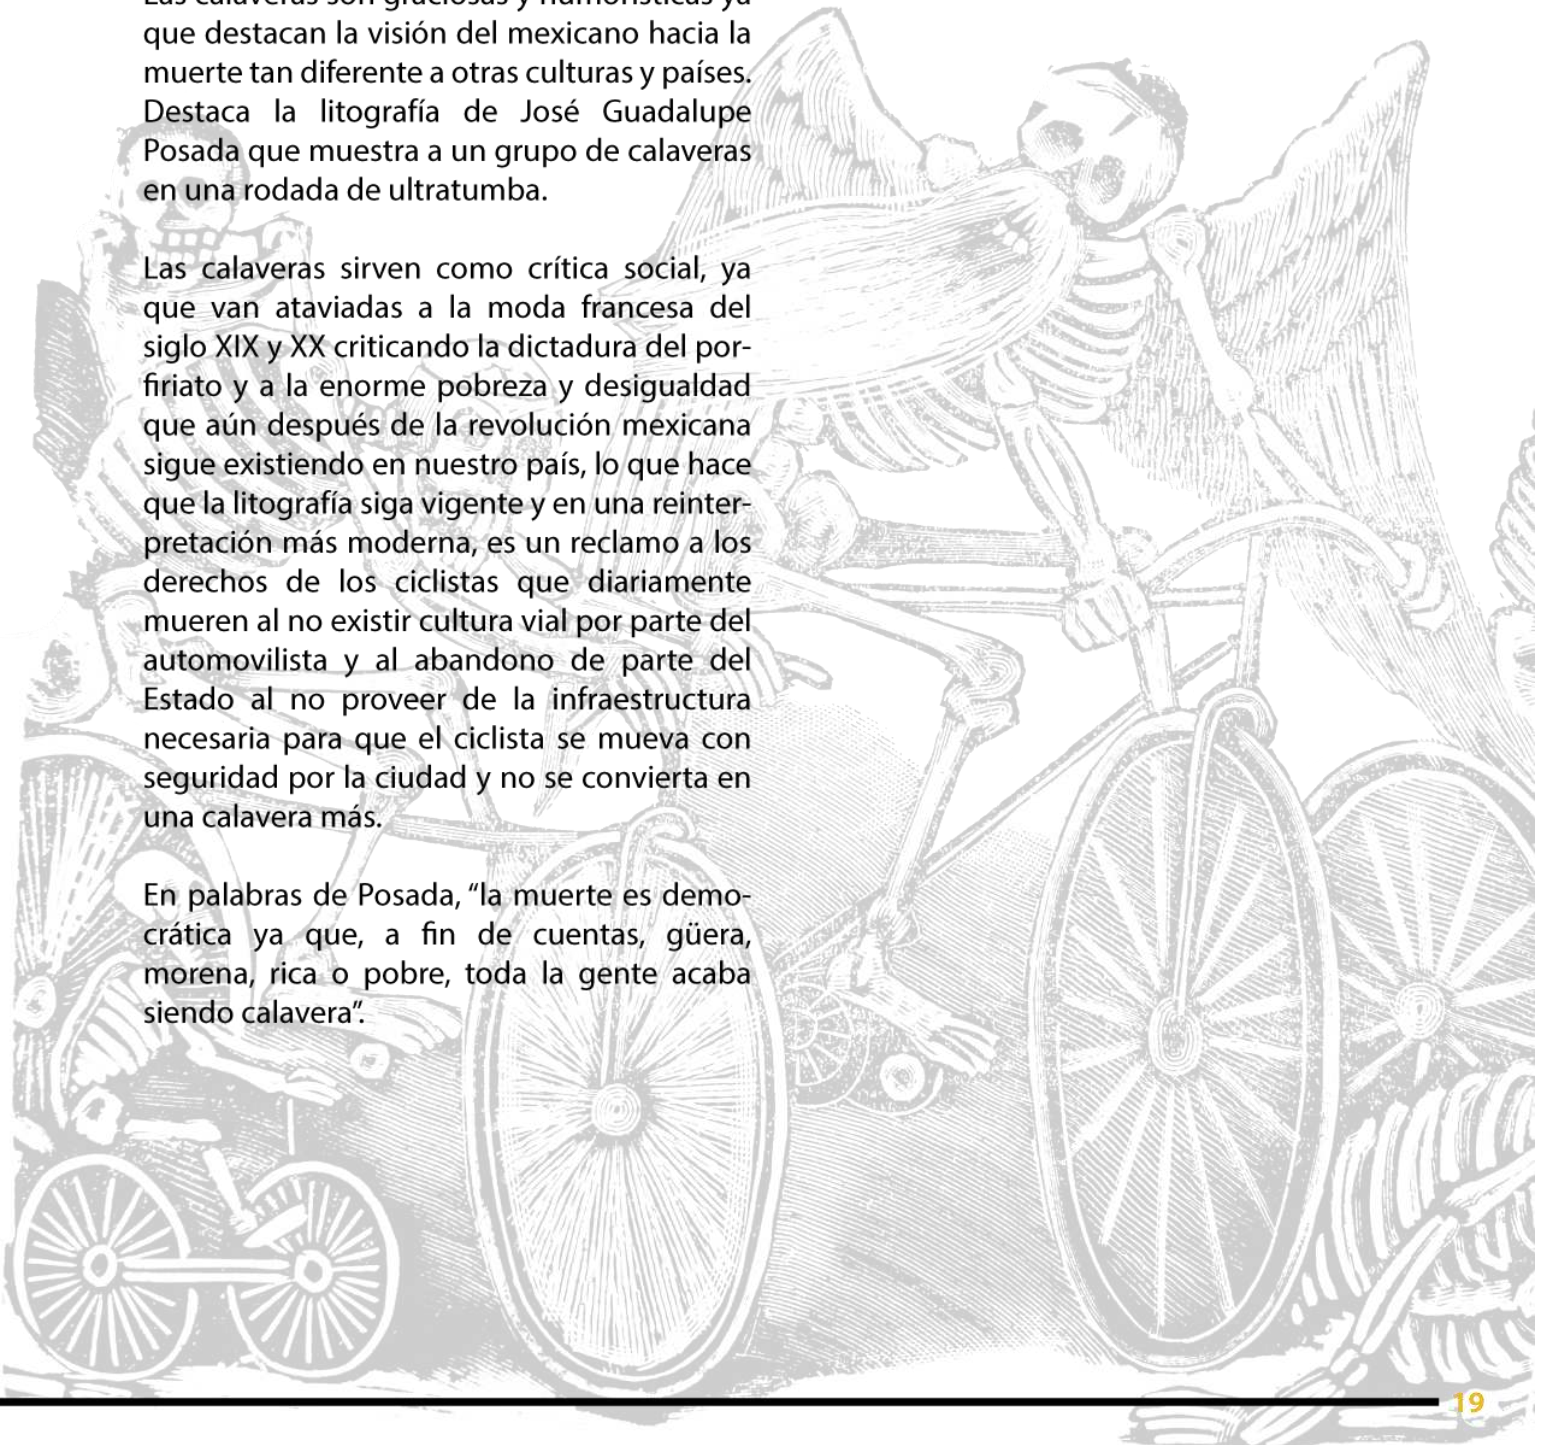 Las calaveras son graciosas y humorísticas ya
que destacan la visión del mexicano hacia la
muerte tan diferente a otras culturas y países.
Destaca la litografía de José Guadalupe
Posada que muestra a un grupo de calaveras
en una rodada de ultratumba.
Las calaveras sirven como crítica social, ya
que van ataviadas a la moda francesa del
siglo XIX y XX criticando la dictadura del por-
firiato y a la enorme pobreza y desigualdad
que aún después de la revolución mexicana
sigue existiendo en nuestro país, lo que hace
que la litografía siga vigente y en una reinter-
pretación más moderna, es un reclamo a los
derechos de los ciclistas que diariamente
mueren al no existir cultura vial por parte del
automovilista y al abandono de parte del
Estado al no proveer de la infraestructura
necesaria para que el ciclista se mueva con
seguridad por la ciudad y no se convierta en
una calavera más.
En palabras de Posada, “la muerte es demo-
crática ya que, a fin de cuentas, güera,
morena, rica o pobre, toda la gente acaba
siendo calavera”.
19